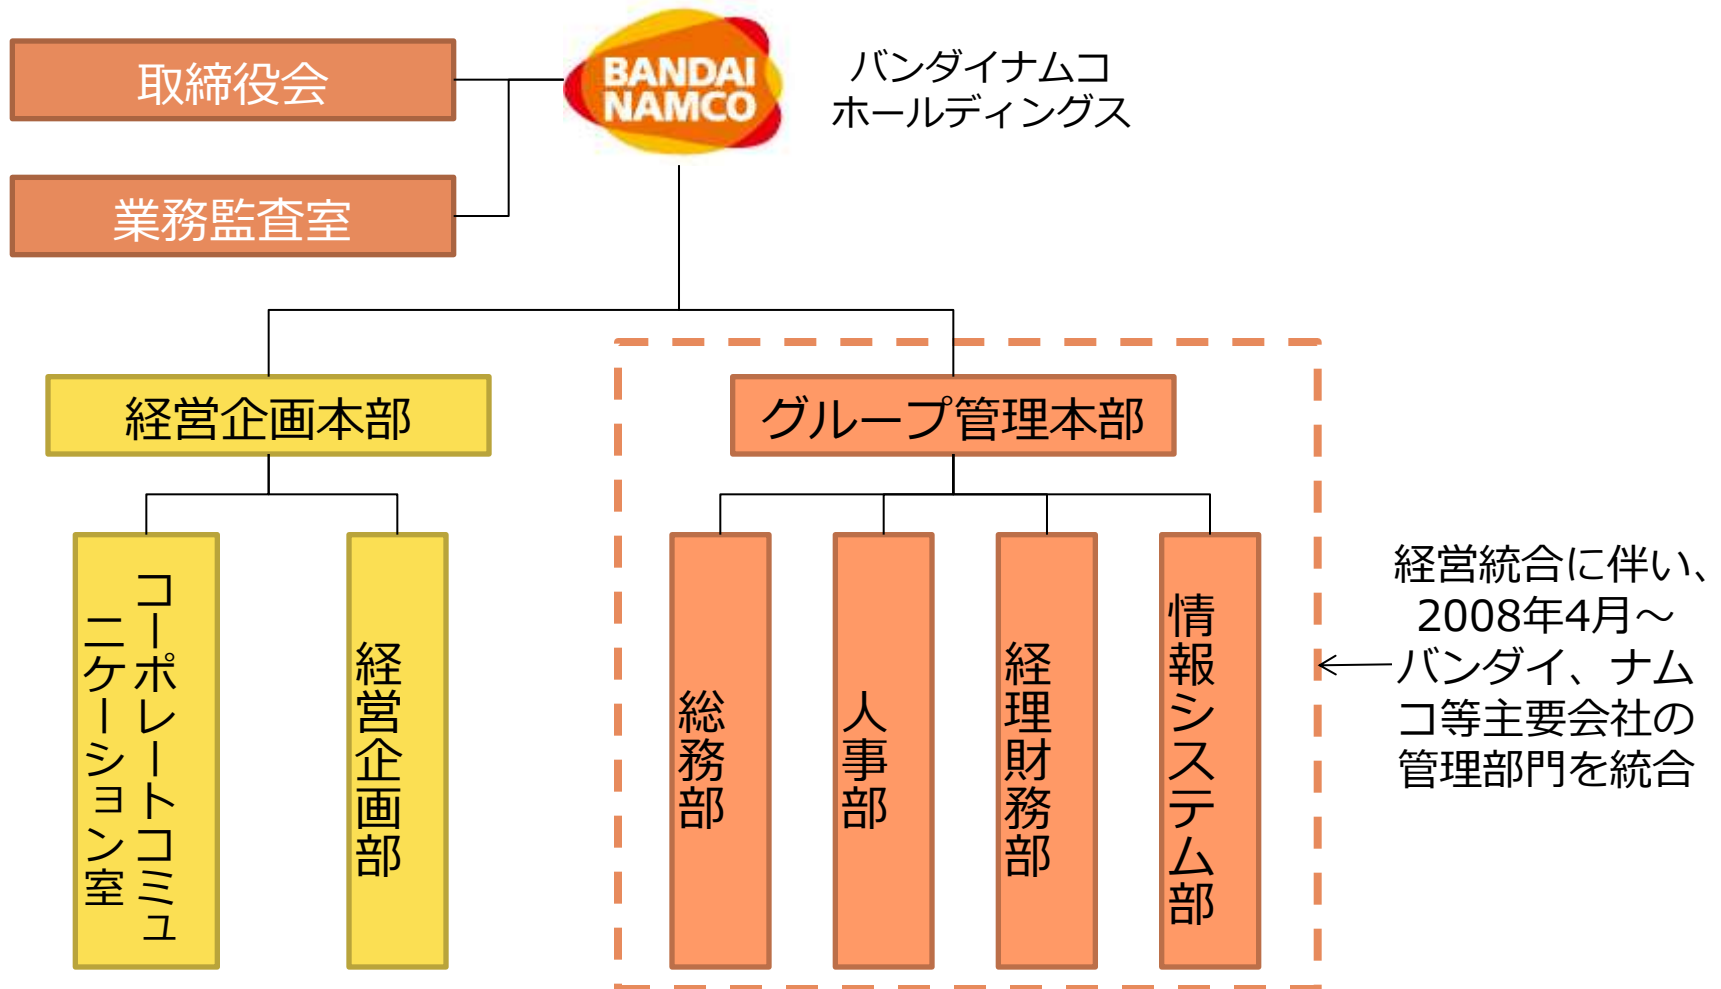 取締役会
BANDAI
NAMCO
バンダイナムコ
ホールディングス
業務監査室
経営企画本部
グループ管理本部
コーポレートコミュ
ニケーション室
経営企画部
総務部
人事部
経理財務部
情報システム部
経営統合に伴い、
2008年4月～
バンダイ、ナム
コ等主要会社の
管理部門を統合